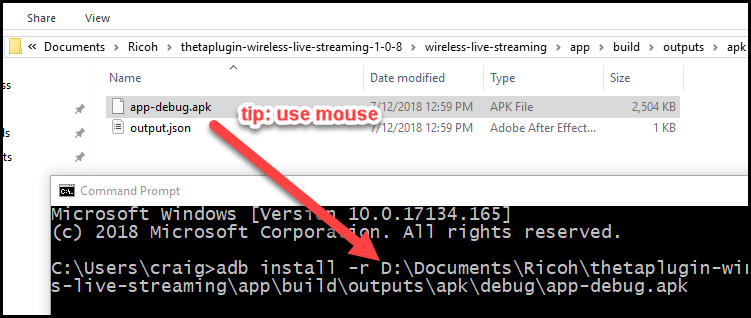 Share View
Documents > Ricoh > thetaplugin-wireless-live-streaming-1-0-8 > wireless-live-streaming > app > build > outputs > apk
Name Date modified Type Size
app-debug.apk 7/12/2018 12:59 PM APK File 2,504 KB
tip: use mouse
output.json 7/12/2018 12:59 PM Adobe After Effect... 1 KB
Command Prompt
Microsoft Windows [Version 10.0.17134.165]
(c) 2018 Microsoft Corporation. All rights reserved.
C:\Users\craig>adb install -r D:\Documents\Ricoh\thetaplugin-wir
s-live-streaming\app\build\outputs\apk\debug\app-debug.apk